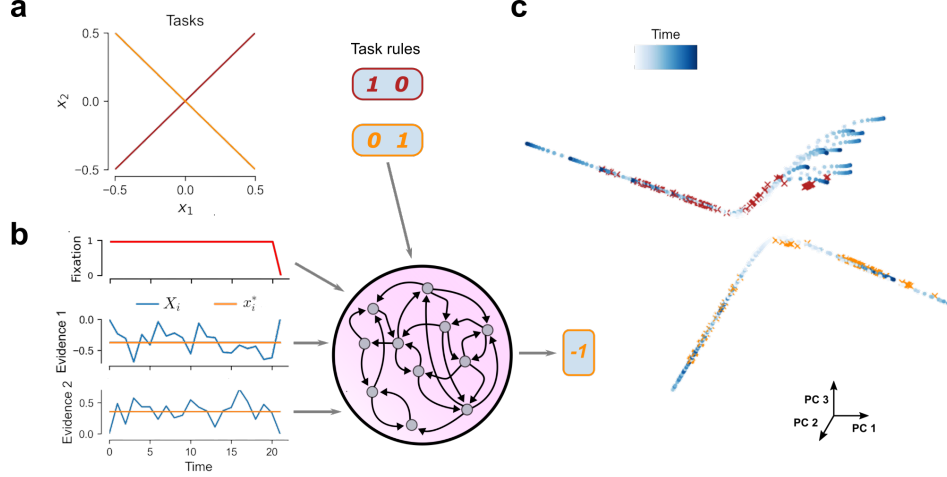 a
Tasks
0.5
0.0
−0.5
x2
−0.5
0.0
0.5
x1
Task rules
1 0
0 1
b
Fixation
1
0
Xi
xi*
Evidence 1
0.0
−0.5
Evidence 2
0.5
0.0
0
5
10
15
20
Time
-1
c
Time
PC 3
PC 2
PC 1